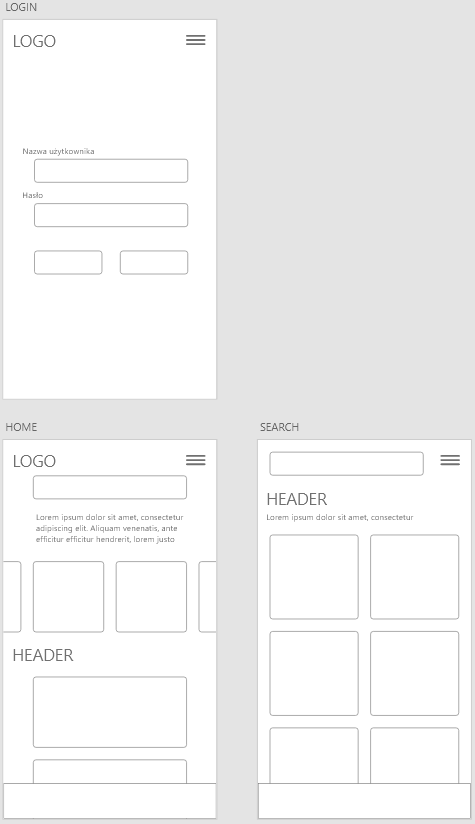 LOGIN
LOGO
Nazwa użytkownika
Hasło
HOME
LOGO
Lorem ipsum dolor sit amet, consectetur
adipiscing elit. Aliquam venenatis, ante
efficitur efficitur hendrerit, lorem justo
HEADER
SEARCH
HEADER
Lorem ipsum dolor sit amet, consectetur